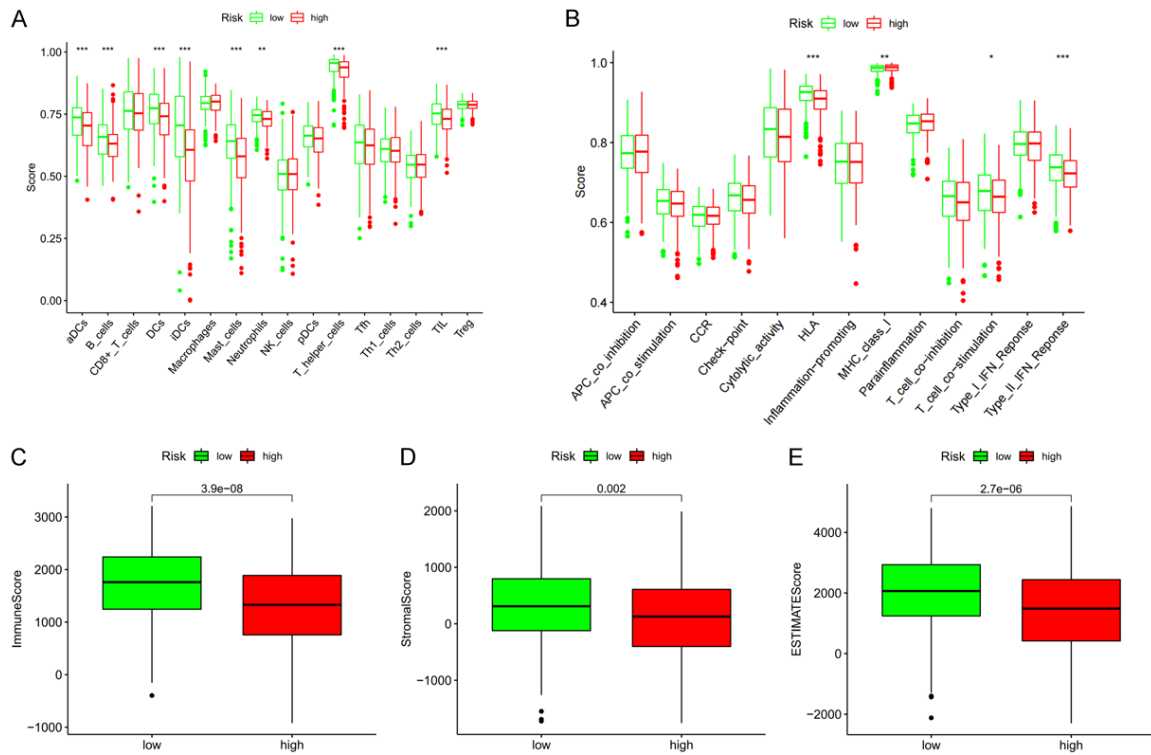 A
Risk low high
*** *** *** *** *** ** *** ***
1.00
0.75
0.50
0.25
0.00
Score
aDCs
B_cells
CD8+_T_cells
DCs
iDCs
Macrophages
Mast_cells
Neutrophils
NK_cells
pDCs
T_helper_cells
Tfh
Th1_cells
Th2_cells
TIL
Treg
B
Risk low high
*** ** * ***
1.0
0.8
0.6
0.4
Score
APC_co_inhibition
APC_co_stimulation
CCR
Check-point
Cytolytic_activity
HLA
Inflammation-promoting
MHC_class_I
Parainflammation
T_cell_co-inhibition
T_cell_co-stimulation
Type_I_IFN_Reponse
Type_II_IFN_Reponse
C
Risk low high
3.9e-08
3000
2000
1000
0
-1000
ImmuneScore
low high
D
Risk low high
0.002
2000
1000
0
-1000
StromalScore
low high
E
Risk low high
2.7e-06
4000
2000
0
-2000
ESTIMATEScore
low high